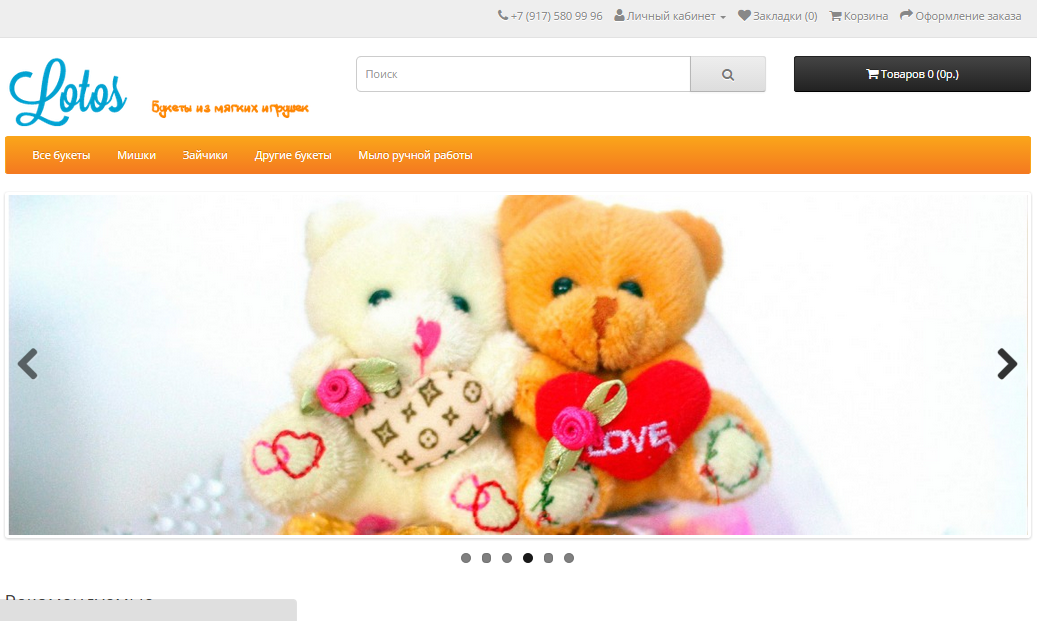 +7 (917) 580 99 96 Личный кабинет Закладки (0) Корзина Оформление заказа
Lotos
букеты из мягких игрушек
Поиск
Товаров 0 (0р.)
Все букеты Мишки Зайчики Другие букеты Мыло ручной работы
LOVE
Рекомендуемые